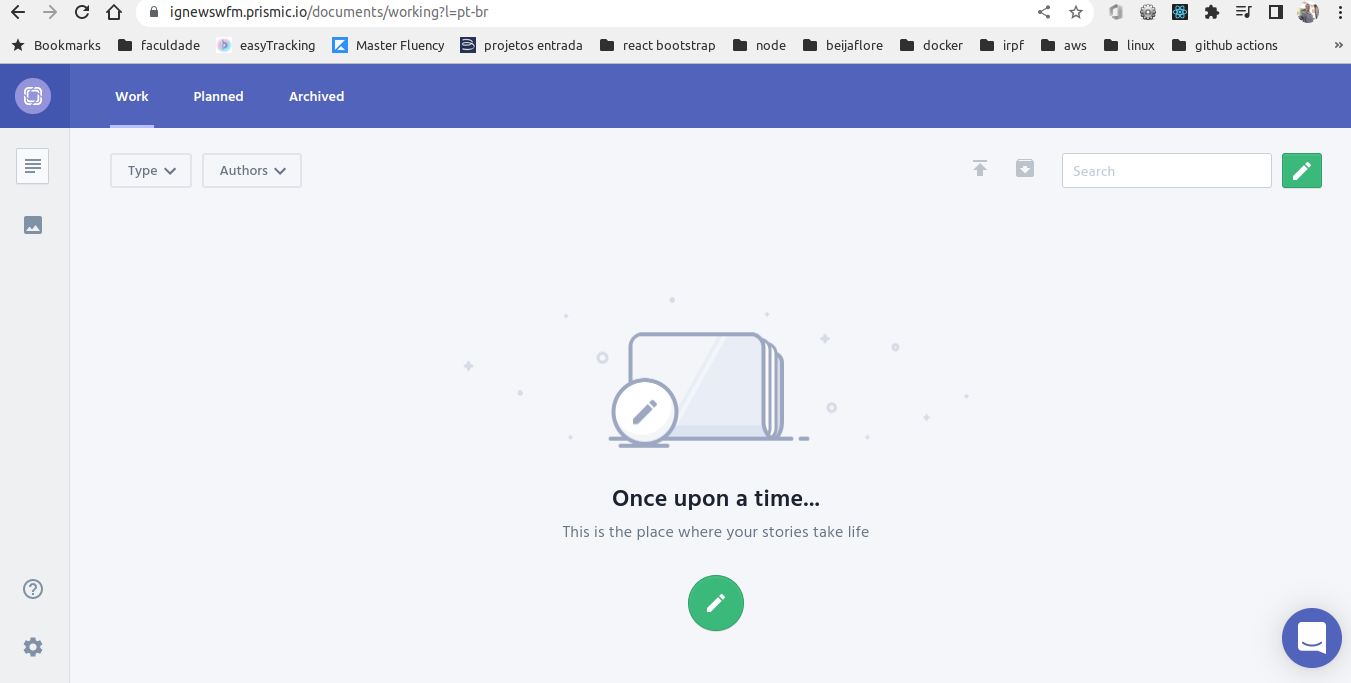 ignewswfm.prismic.io/documents/working?l=pt-br
Bookmarks faculdade easyTracking Master Fluency projetos entrada react bootstrap node beijaflore docker irpf aws linux github actions »
Work Planned Archived
Type Authors Search
Once upon a time...
This is the place where your stories take life